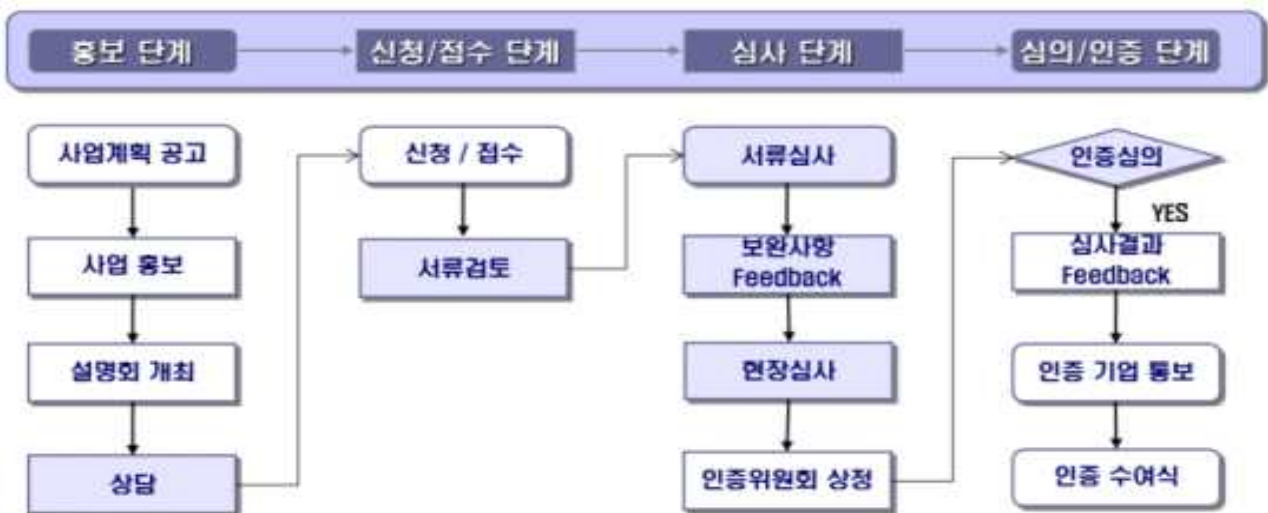 홍보 단계
신청/접수 단계
심사 단계
심의/인증 단계
사업계획 공고
사업 홍보
설명회 개최
상담
신청 / 접수
서류검토
서류심사
보완사항
Feedback
현장심사
인증위원회 상정
인증심의
YES
심사결과
Feedback
인증 기업 통보
인증 수여식